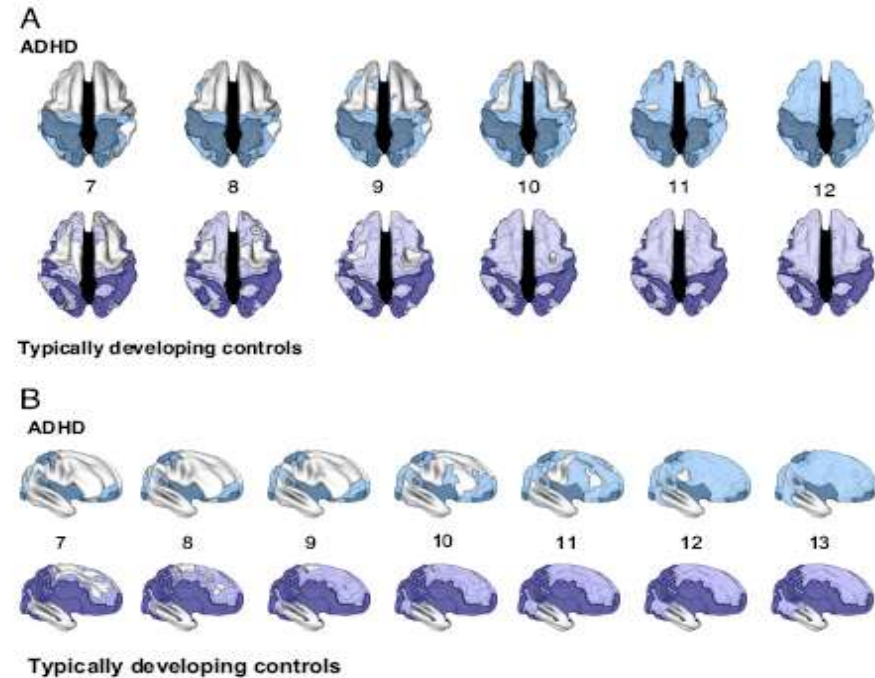 A
ADHD
7 8 9 10 11 12
Typically developing controls
B
ADHD
7 8 9 10 11 12 13
Typically developing controls